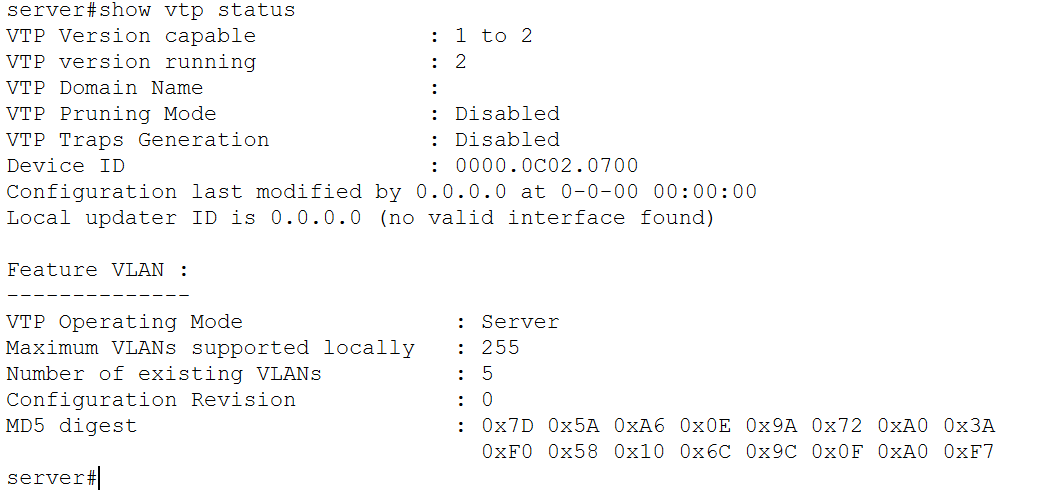 server#show vtp status
VTP Version capable : 1 to 2
VTP version running : 2
VTP Domain Name :
VTP Pruning Mode : Disabled
VTP Traps Generation : Disabled
Device ID : 0000.0C02.0700
Configuration last modified by 0.0.0.0 at 0-0-00 00:00:00
Local updater ID is 0.0.0.0 (no valid interface found)
Feature VLAN :
--------------
VTP Operating Mode : Server
Maximum VLANs supported locally : 255
Number of existing VLANs : 5
Configuration Revision : 0
MD5 digest : 0x7D 0x5A 0xA6 0x0E 0x9A 0x72 0xA0 0x3A
0xF0 0x58 0x10 0x6C 0x9C 0x0F 0xA0 0xF7
server#